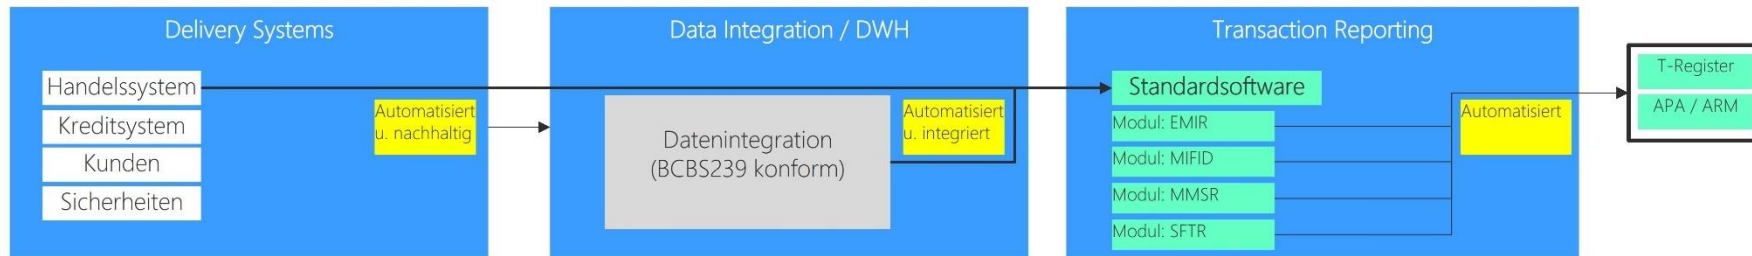 Delivery Systems
Handelssystem
Kreditsystem
Kunden
Sicherheiten
Automatisiert
u. nachhaltig
Data Integration / DWH
Datenintegration
(BCBS239 konform)
Automatisiert
u. integriert
Transaction Reporting
Standardsoftware
Modul: EMIR
Modul: MIFID
Modul: MMSR
Modul: SFTR
Automatisiert
T-Register
APA / ARM